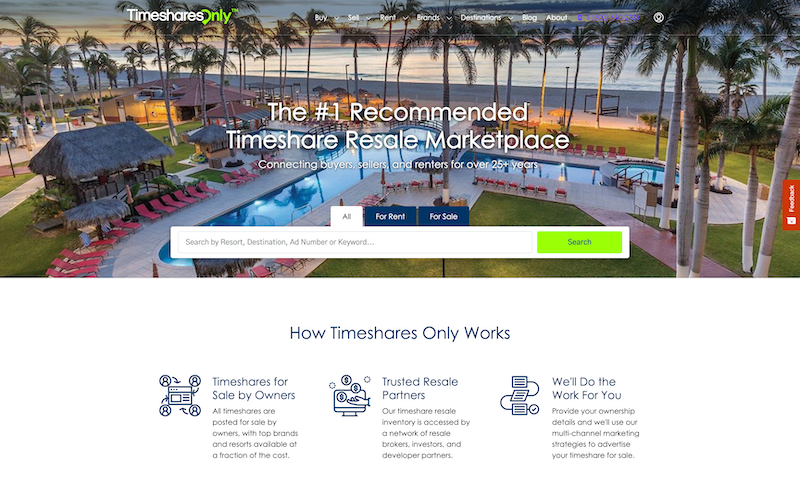 TimesharesOnly™
Buy Sell Rent Brands Destinations Blog About
The #1 Recommended
Timeshare Resale Marketplace
Connecting buyers, sellers, and renters for over 25+ years
Feedback
All For Rent For Sale
Search by Resort, Destination, Ad Number or Keyword... Search
How Timeshares Only Works
Timeshares for
Sale by Owners
All timeshares are
posted for sale by
owners, with top brands
and resorts available at
a fraction of the cost.
Trusted Resale
Partners
Our timeshare resale
inventory is accessed by
a network of resale
brokers, investors, and
developer partners.
We'll Do the
Work For You
Provide your ownership
details and we'll use our
multi-channel marketing
strategies to advertise
your timeshare for sale.